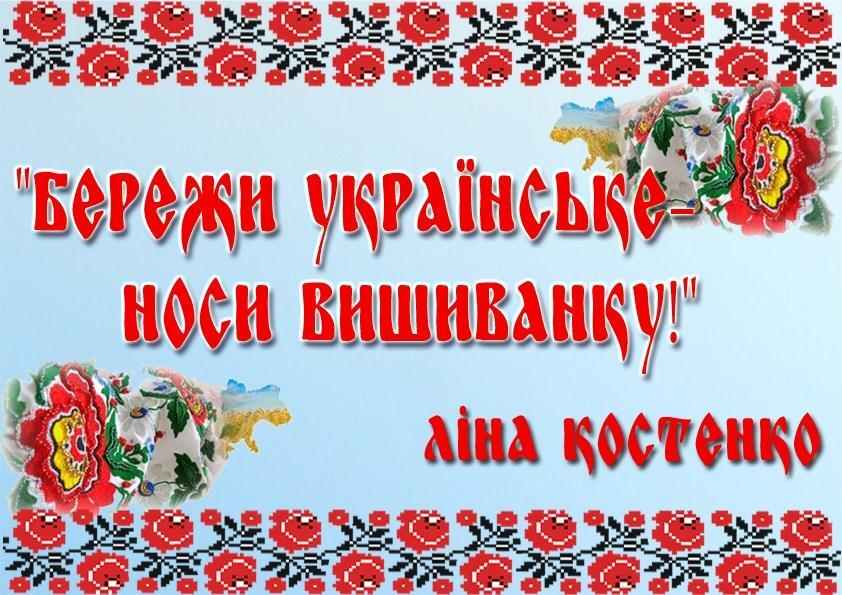 "Бережи українське-
носи вишиванку!"
Ліна Костенко